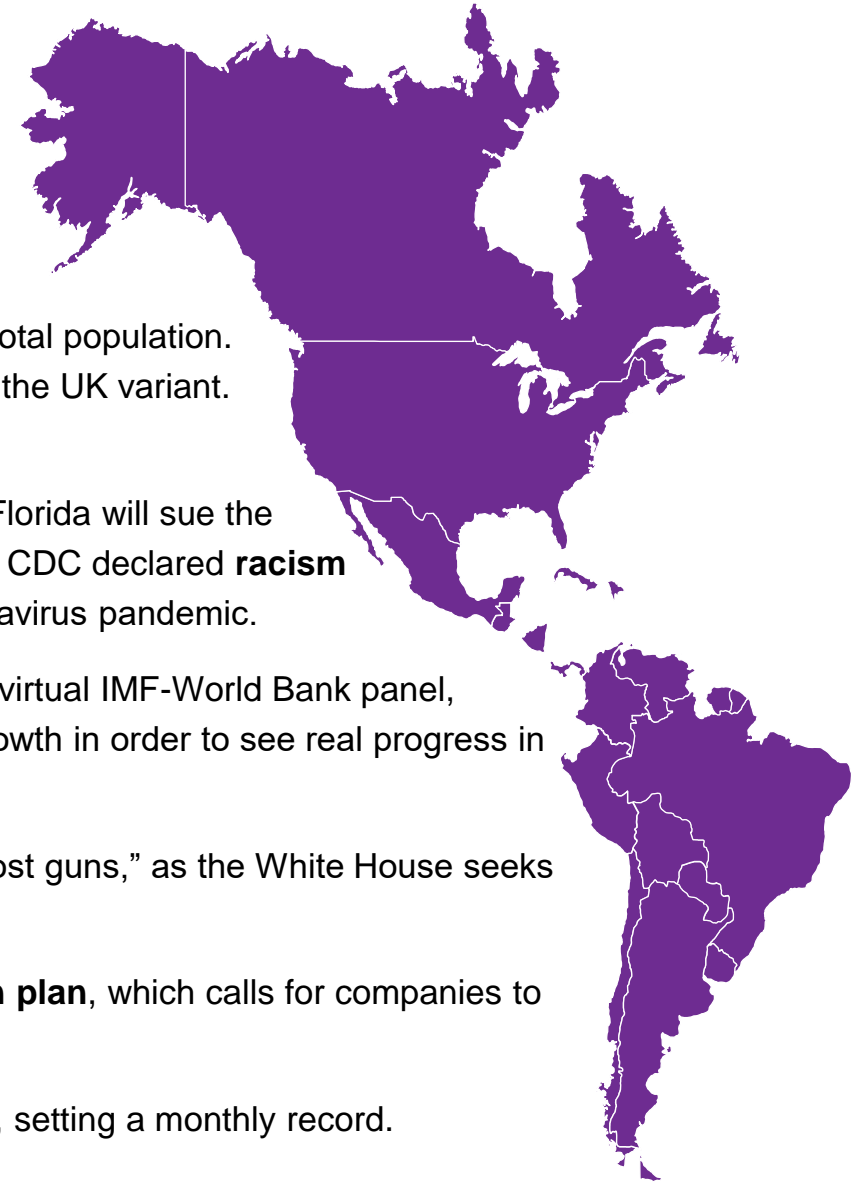 otal population.
the UK variant.
Florida will sue the
CDC declared racism
avirus pandemic.
virtual IMF-World Bank panel,
owth in order to see real progress in
ost guns,” as the White House seeks
n plan, which calls for companies to
, setting a monthly record.